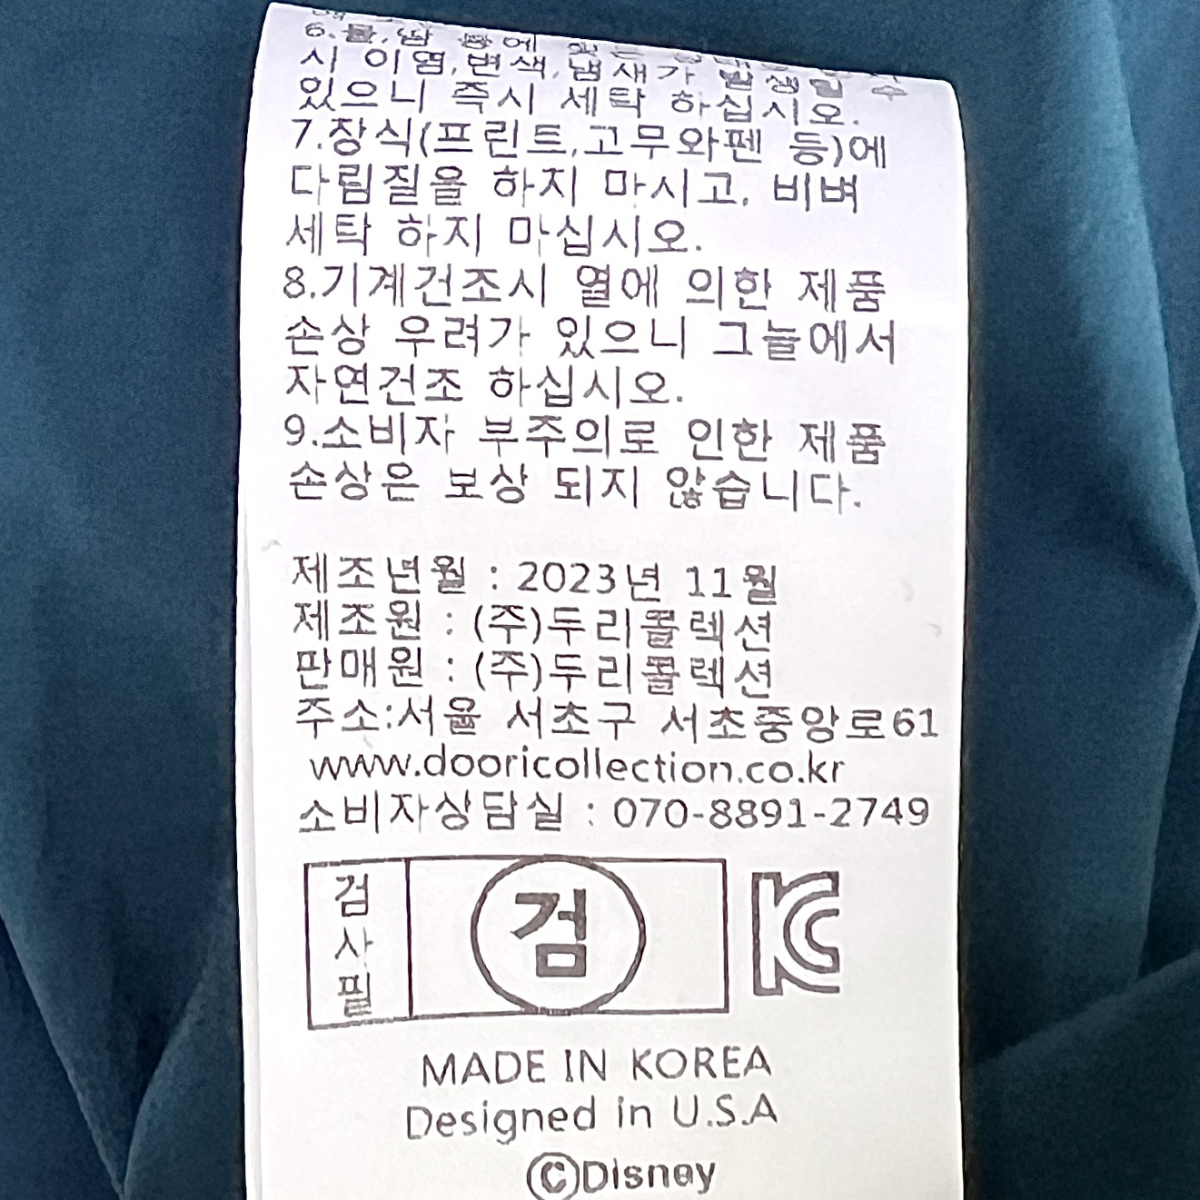 6.물,땀 등에 젖은
시 이염,변색,냄새가 발생될 수
있으니 즉시 세탁 하십시오.
7.장식(프린트,고무와펜 등)에
다림질을 하지 마시고, 비벼
세탁 하지 마십시오.
8.기계건조시 열에 의한 제품
손상 우려가 있으니 그늘에서
자연건조 하십시오.
9.소비자 부주의로 인한 제품
손상은 보상 되지 않습니다.
제조년월 : 2023년 11월
제조원 : (주)두리콜렉션
판매원 : (주)두리콜렉션
주소:서울 서초구 서초중앙로61
www.dooricollection.co.kr
소비자상담실 : 070-8891-2749
검사필
검
KC
MADE IN KOREA
Designed in U.S.A
©Disney